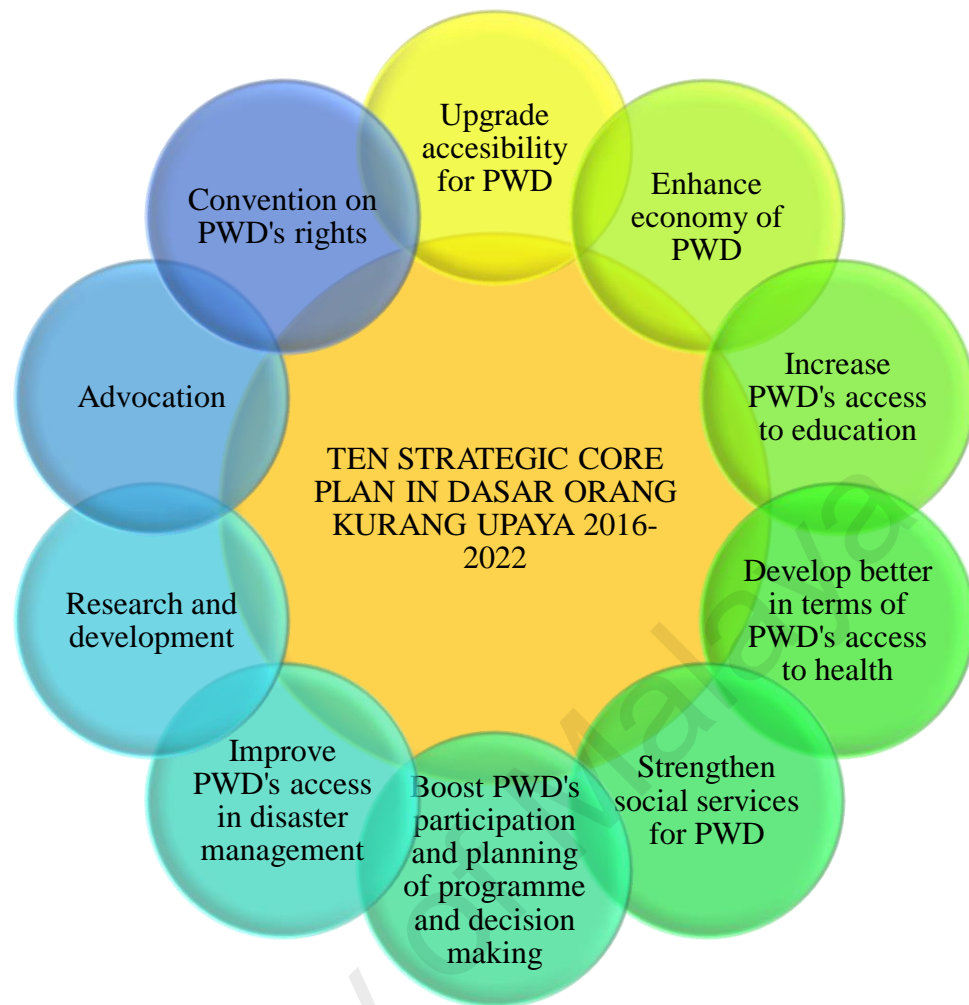 Upgrade
accesibility
for PWD
Enhance
economy of
PWD
Increase
PWD's access
to education
Develop better
in terms of
PWD's access
to health
Strengthen
social services
for PWD
Boost PWD's
participation
and planning
of programme
and decision
making
Improve
PWD's access
in disaster
management
Research and
development
Advocation
Convention on
PWD's rights
TEN STRATEGIC CORE
PLAN IN DASAR ORANG
KURANG UPAYA 2016-
2022
of Malaya